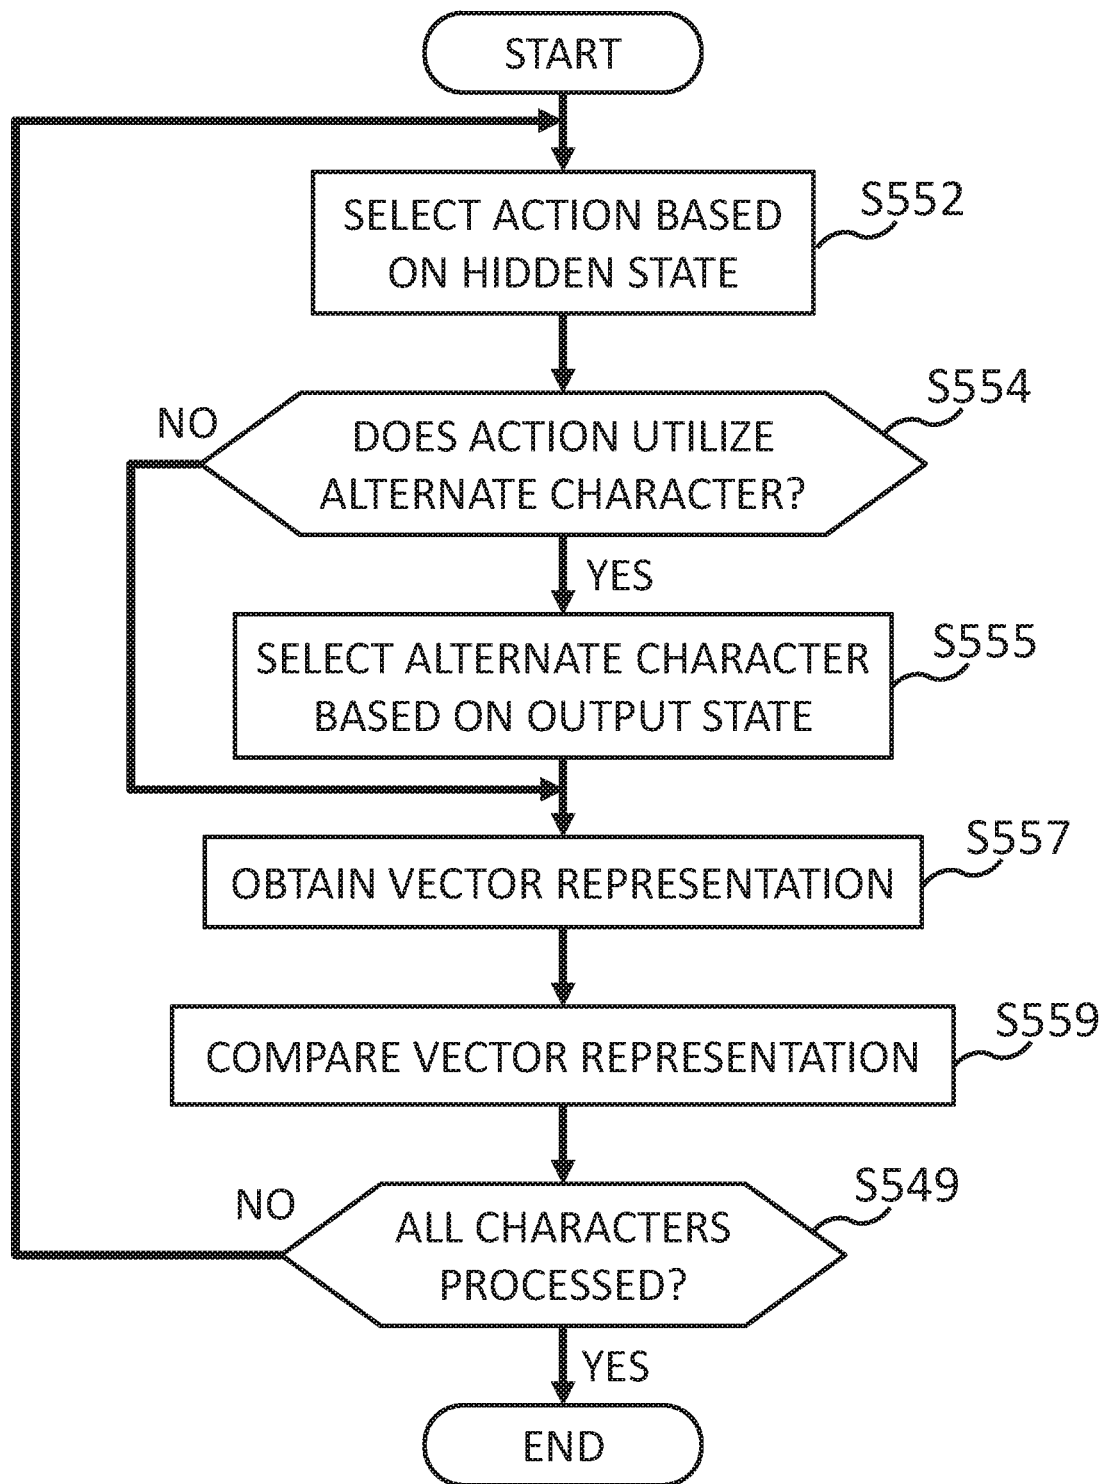 START
SELECT ACTION BASED
ON HIDDEN STATE
S552
DOES ACTION UTILIZE
ALTERNATE CHARACTER?
S554
NO
YES
SELECT ALTERNATE CHARACTER
BASED ON OUTPUT STATE
S555
OBTAIN VECTOR REPRESENTATION
S557
COMPARE VECTOR REPRESENTATION
S559
ALL CHARACTERS
PROCESSED?
S549
NO
YES
END